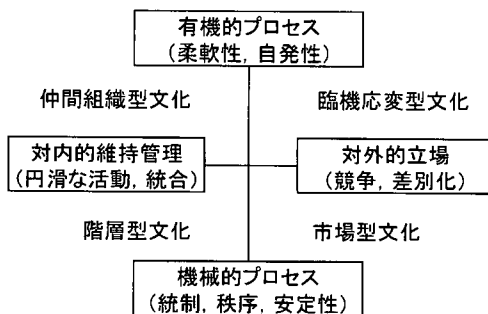 有機的プロセス
(柔軟性, 自発性)
仲間組織型文化
臨機応変型文化
対内的維持管理
(円滑な活動, 統合)
対外的立場
(競争, 差別化)
階層型文化
市場型文化
機械的プロセス
(統制, 秩序, 安定性)